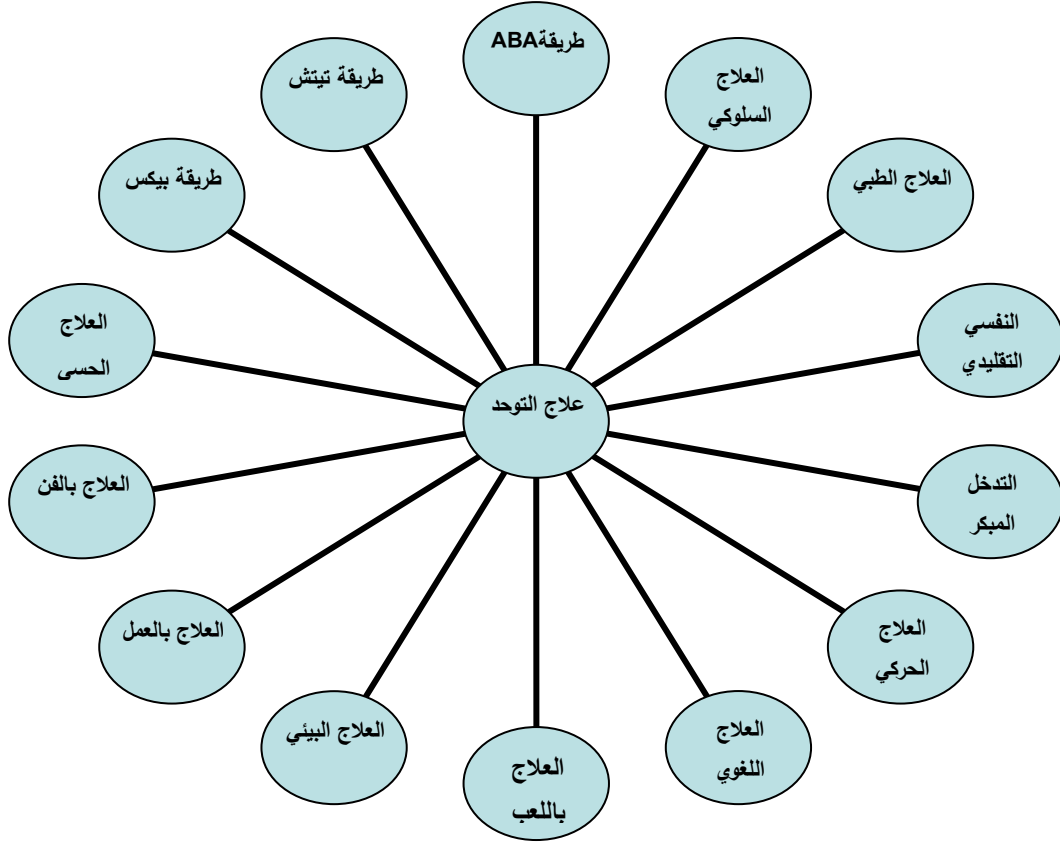 طريقةABA
العلاج
السلوكي
العلاج الطبي
النفسي
التقليدي
التدخل
المبكر
العلاج
الحركي
العلاج
اللغوي
العلاج
باللعب
العلاج البيئي
العلاج بالعمل
العلاج بالفن
العلاج
الحسى
طريقة بيكس
طريقة تيتش
علاج التوحد